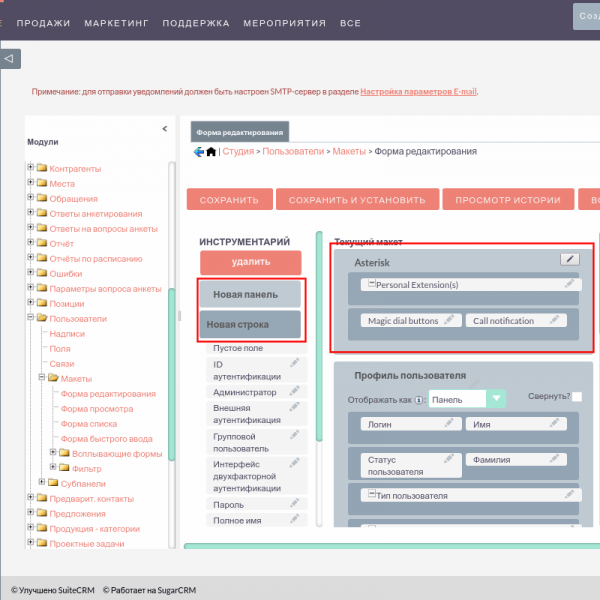 ПРОДАЖИ МАРКЕТИНГ ПОДДЕРЖКА МЕРОПРИЯТИЯ ВСЕ
Примечание: для отправки уведомлений должен быть настроен SMTP-сервер в разделе Настройка параметров E-mail.
Модули
Контрагенты
Места
Обращения
Ответы анкетирования
Ответы на вопросы анкеты
Отчёт
Отчёты по расписанию
Ошибки
Параметры вопроса анкеты
Позиции
Пользователи
Надписи
Поля
Связи
Макеты
Форма редактирования
Форма просмотра
Форма списка
Форма быстрого ввода
Всплывающие формы
Фильтр
Субпанели
Предварит. контакты
Предложения
Продукция - категории
Проектные задачи
Форма редактирования
| Студия > Пользователи > Макеты > Форма редактирования
СОХРАНИТЬ СОХРАНИТЬ И УСТАНОВИТЬ ПРОСМОТР ИСТОРИИ
ИНСТРУМЕНТАРИЙ
удалить
Новая панель
Новая строка
Пустое поле
ID
аутентификации
Администратор
Внешняя
аутентификация
Групповой
пользователь
Интерфейс
двухфакторной
аутентификации
Пароль
Полное имя
Текущий макет
Asterisk
Personal Extension(s)
Magic dial buttons Call notification
Профиль пользователя
Отображать как : Панель Свернуть?
Логин Имя
Статус
пользователя
Фамилия
Тип пользователя
© Улучшено SuiteCRM © Работает на SugarCRM